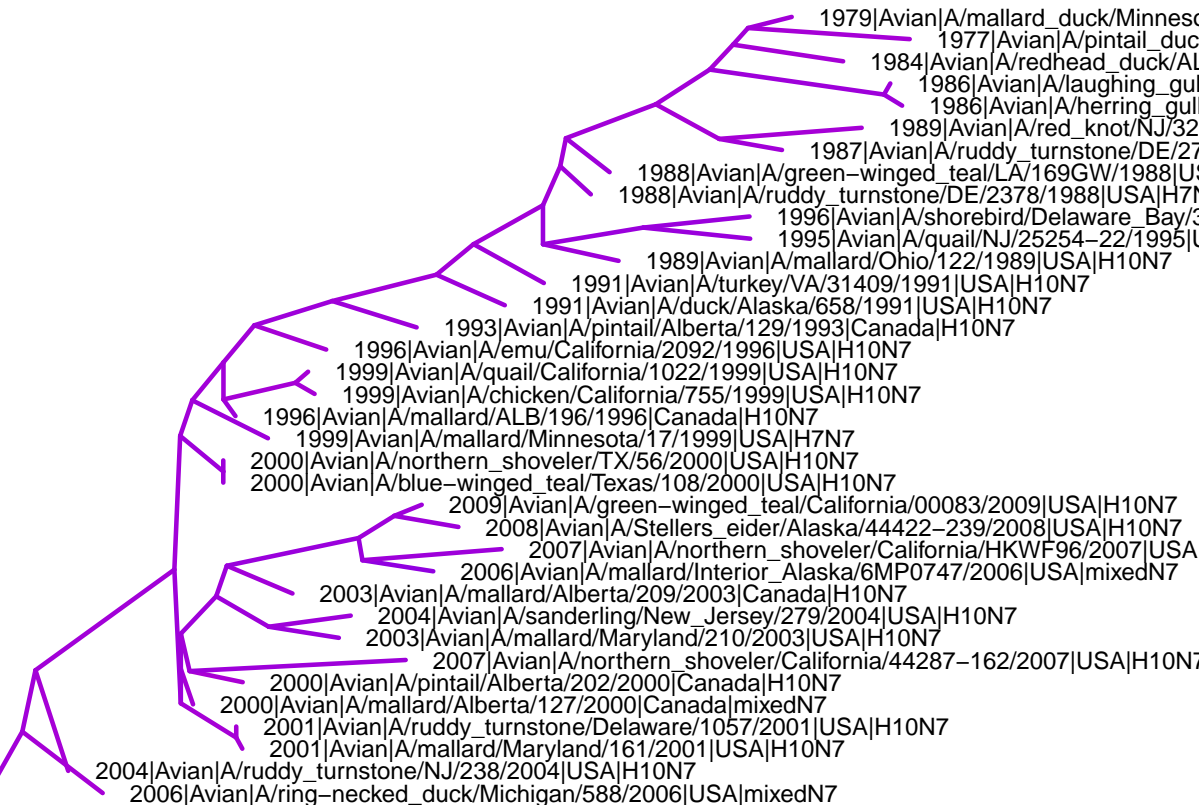 1979|Avian|A/mallard_duck/Minneso
1977|Avian|A/pintail_duc
1984|Avian|A/redhead_duck/AL
1986|Avian|A/laughing_gul
1986|Avian|A/herring_gull
1989|Avian|A/red_knot/NJ/32
1987|Avian|A/ruddy_turnstone/DE/27
1988|Avian|A/green−winged_teal/LA/169GW/1988|US
1988|Avian|A/ruddy_turnstone/DE/2378/1988|USA|H7N
1996|Avian|A/shorebird/Delaware_Bay/3
1995|Avian|A/quail/NJ/25254−22/1995|U
1989|Avian|A/mallard/Ohio/122/1989|USA|H10N7
1991|Avian|A/turkey/VA/31409/1991|USA|H10N7
1991|Avian|A/duck/Alaska/658/1991|USA|H10N7
1993|Avian|A/pintail/Alberta/129/1993|Canada|H10N7
1996|Avian|A/emu/California/2092/1996|USA|H10N7
1999|Avian|A/quail/California/1022/1999|USA|H10N7
1999|Avian|A/chicken/California/755/1999|USA|H10N7
1996|Avian|A/mallard/ALB/196/1996|Canada|H10N7
1999|Avian|A/mallard/Minnesota/17/1999|USA|H7N7
2000|Avian|A/northern_shoveler/TX/56/2000|USA|H10N7
2000|Avian|A/blue−winged_teal/Texas/108/2000|USA|H10N7
2009|Avian|A/green−winged_teal/California/00083/2009|USA|H10N7
2008|Avian|A/Stellers_eider/Alaska/44422−239/2008|USA|H10N7
2007|Avian|A/northern_shoveler/California/HKWF96/2007|USA
2006|Avian|A/mallard/Interior_Alaska/6MP0747/2006|USA|mixedN7
2003|Avian|A/mallard/Alberta/209/2003|Canada|H10N7
2004|Avian|A/sanderling/New_Jersey/279/2004|USA|H10N7
2003|Avian|A/mallard/Maryland/210/2003|USA|H10N7
2007|Avian|A/northern_shoveler/California/44287−162/2007|USA|H10N7
2000|Avian|A/pintail/Alberta/202/2000|Canada|H10N7
2000|Avian|A/mallard/Alberta/127/2000|Canada|mixedN7
2001|Avian|A/ruddy_turnstone/Delaware/1057/2001|USA|H10N7
2001|Avian|A/mallard/Maryland/161/2001|USA|H10N7
2004|Avian|A/ruddy_turnstone/NJ/238/2004|USA|H10N7
2006|Avian|A/ring−necked_duck/Michigan/588/2006|USA|mixedN7